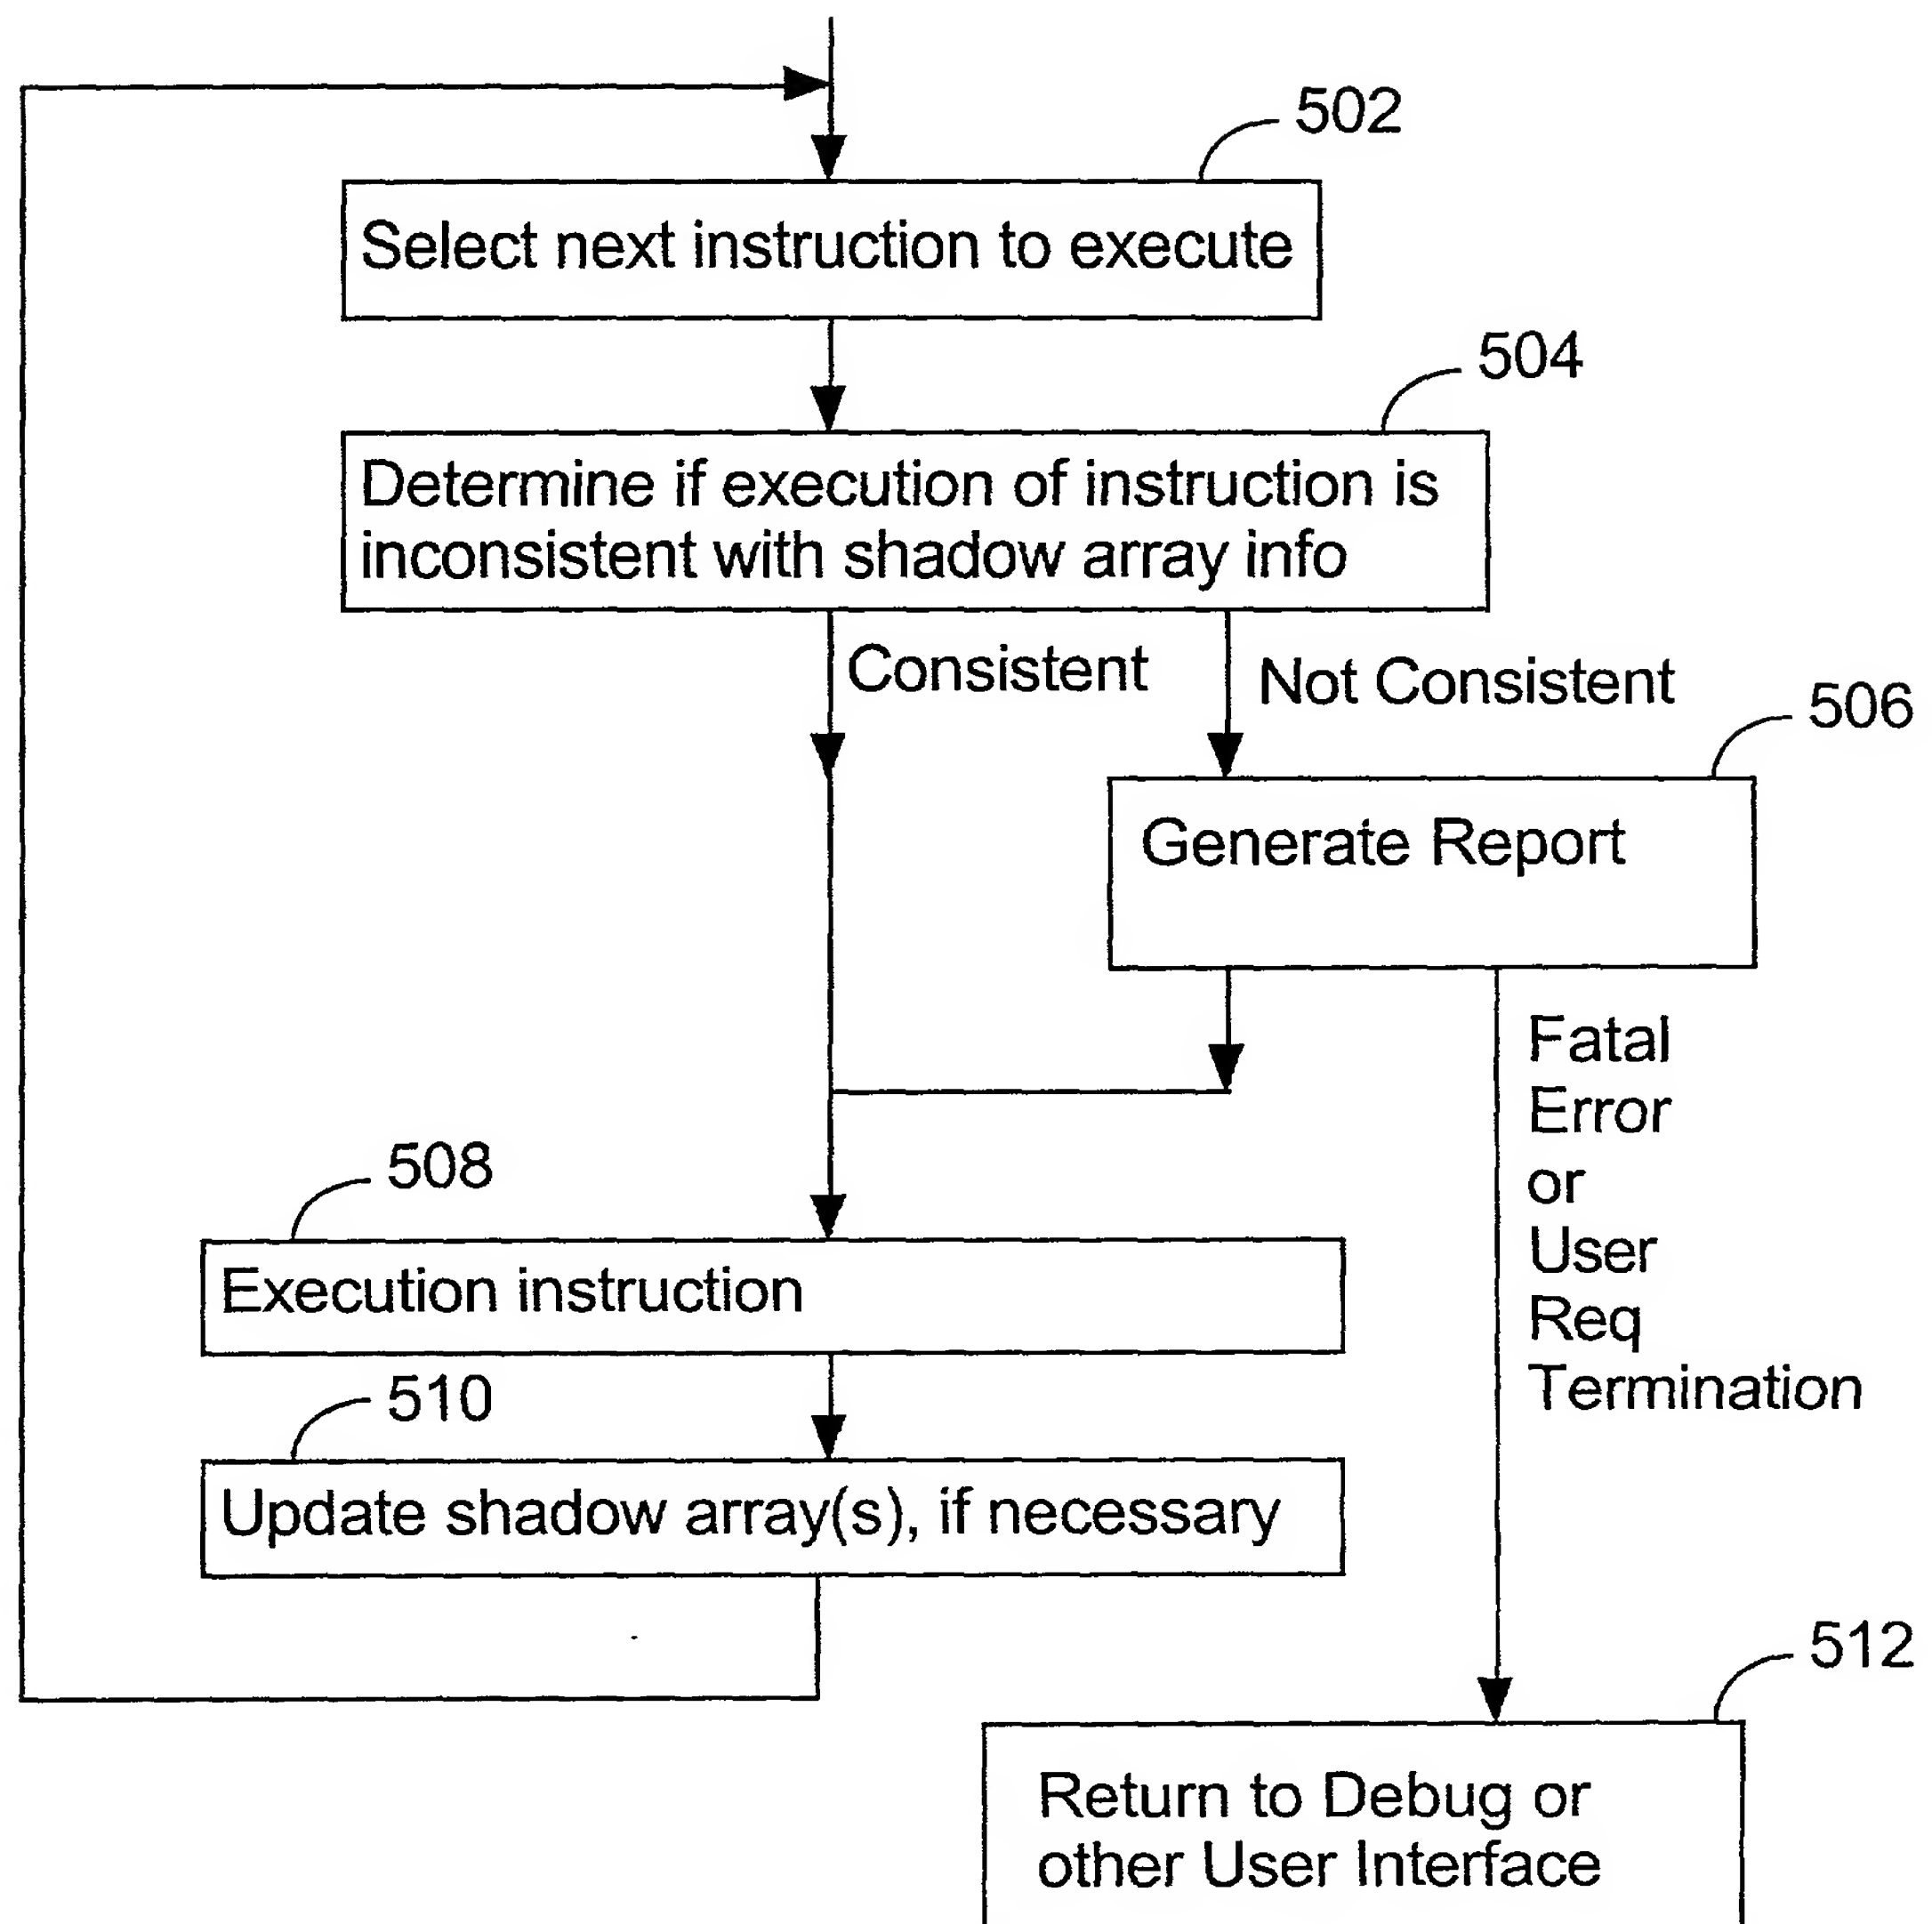 502
Select next instruction to execute
504
Determine if execution of instruction is
inconsistent with shadow array info
Consistent
Not Consistent
506
Generate Report
Fatal
Error
or
User
Req
Termination
508
Execution instruction
510
Update shadow array(s), if necessary
512
Return to Debug or
other User Interface